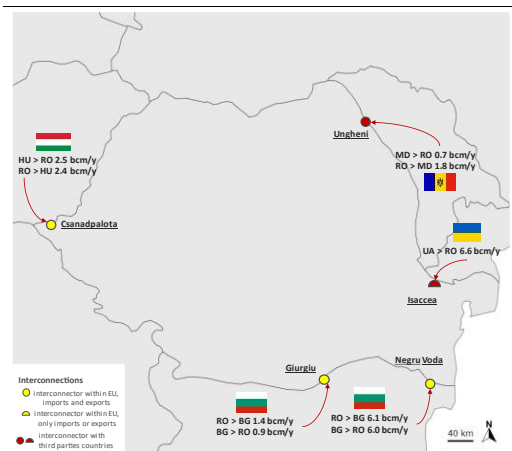 Ungheni
MD > RO 0.7 bcm/y
RO > MD 1.8 bcm/y
HU > RO 2.5 bcm/y
RO > HU 2.4 bcm/y
Csanadpalota
UA > RO 6.6 bcm/y
Isaccea
Giurgiu
Negru Voda
RO > BG 1.4 bcm/y
BG > RO 0.9 bcm/y
RO > BG 6.1 bcm/y
BG > RO 6.0 bcm/y
Interconnections
interconnector within EU,
imports and exports
interconnector within EU,
only imports or exports
interconnector with
third parties countries
40 km
N